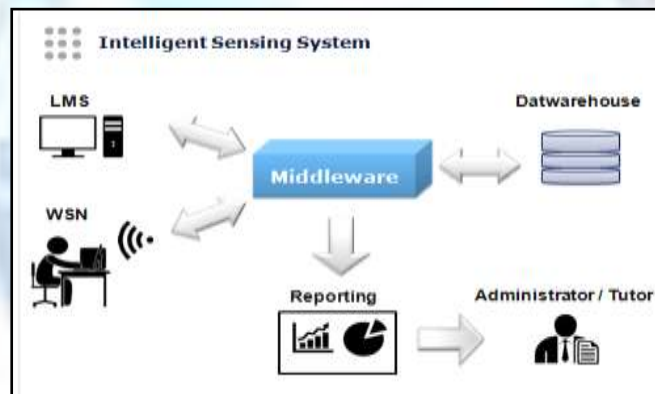 Intelligent Sensing System
LMS
Datwarehouse
Middleware
WSN
Reporting
Administrator / Tutor